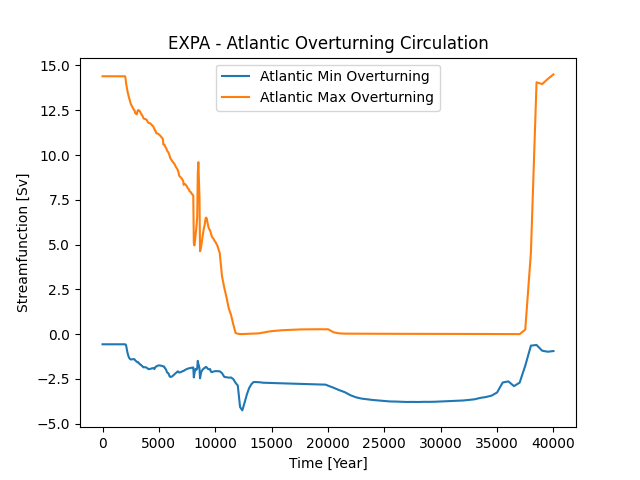 EXPA - Atlantic Overturning Circulation
Atlantic Min Overturning
Atlantic Max Overturning
Streamfunction [Sv]
15.0
12.5
10.0
7.5
5.0
2.5
0.0
−2.5
−5.0
0 5000 10000 15000 20000 25000 30000 35000 40000
Time [Year]